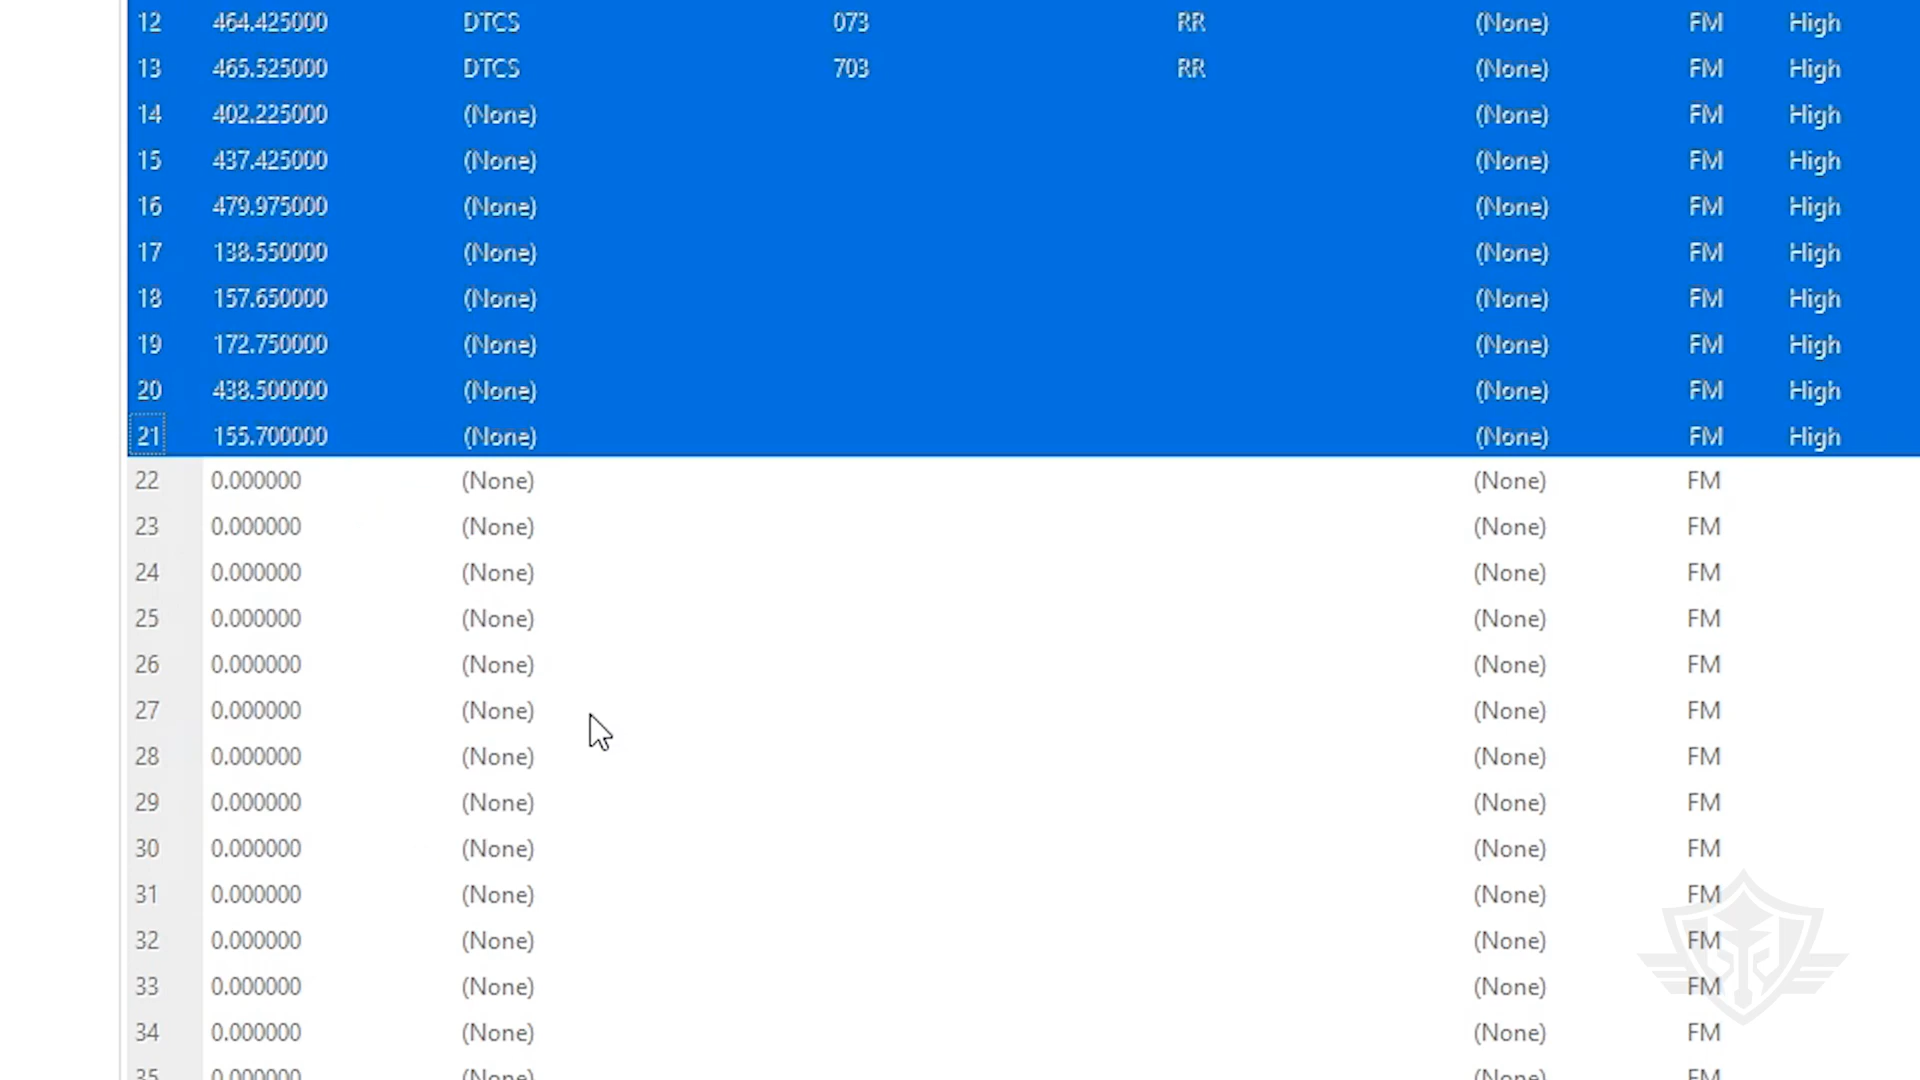 12 464.425000 DTCS 073 RR (None) FM High
13 465.525000 DTCS 703 RR (None) FM High
14 402.225000 (None) (None) FM High
15 437.425000 (None) (None) FM High
16 479.975000 (None) (None) FM High
17 138.550000 (None) (None) FM High
18 157.650000 (None) (None) FM High
19 172.750000 (None) (None) FM High
20 438.500000 (None) (None) FM High
21 155.700000 (None) (None) FM High
22 0.000000 (None) (None) FM
23 0.000000 (None) (None) FM
24 0.000000 (None) (None) FM
25 0.000000 (None) (None) FM
26 0.000000 (None) (None) FM
27 0.000000 (None) (None) FM
28 0.000000 (None) (None) FM
29 0.000000 (None) (None) FM
30 0.000000 (None) (None) FM
31 0.000000 (None) (None) FM
32 0.000000 (None) (None) FM
33 0.000000 (None) (None) FM
34 0.000000 (None) (None) FM
35 0.000000 (None) (None) FM